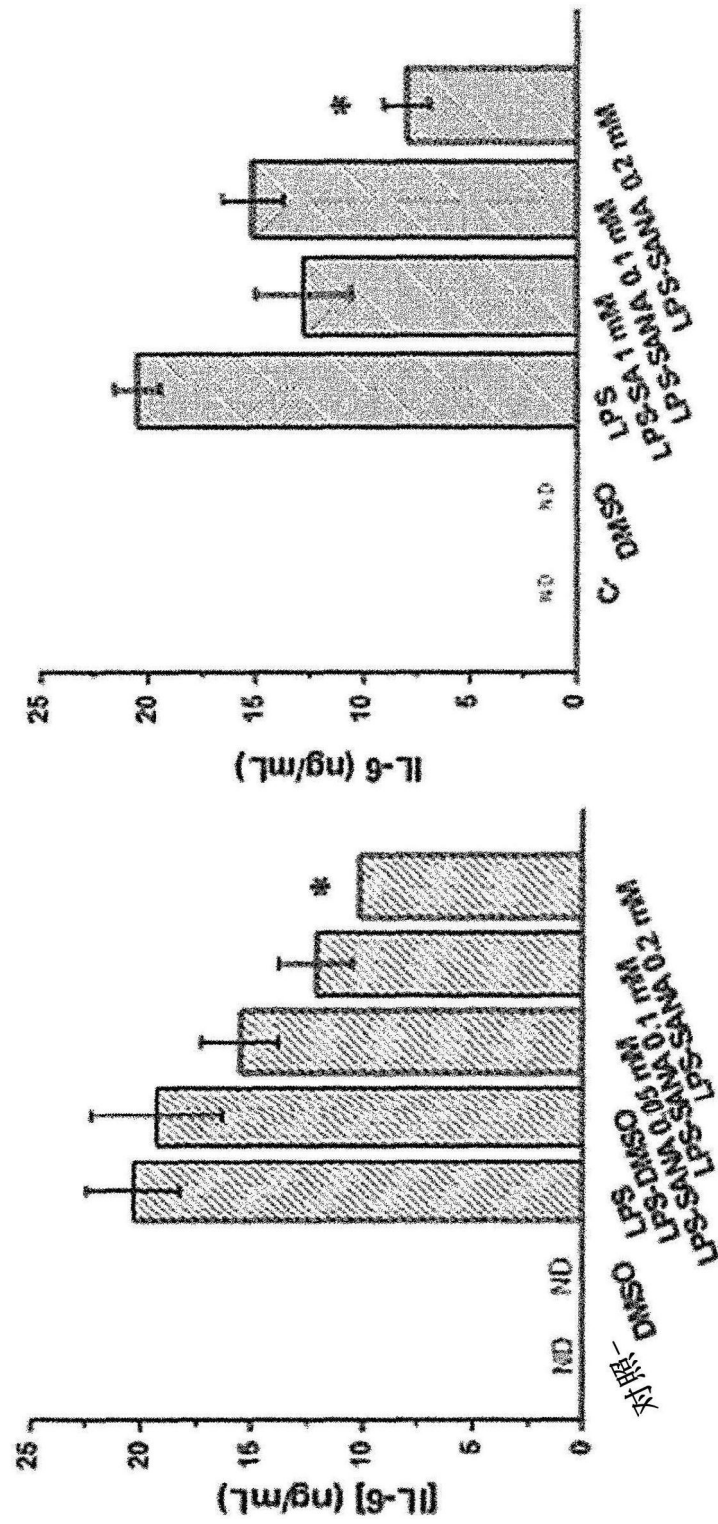 [IL-6] (ng/mL)
25
20
15
10
5
0
ND
ND
*
对照-
DMSO
LPS
LPS-DMSO
LPS-SANA 0.05 mM
LPS-SANA 0.1 mM
LPS-SANA 0.2 mM
IL-6 (ng/mL)
25
20
15
10
5
0
ND
ND
*
C-
DMSO
LPS
LPS-SA 1 mM
LPS-SANA 0.1 mM
LPS-SANA 0.2 mM